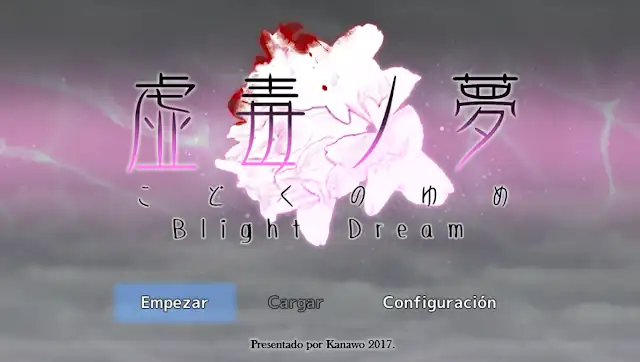 虚毒ノ夢
こどくのゆめ
Blight Dream
Empezar Cargar Configuración
Presentado por Kanawo 2017.